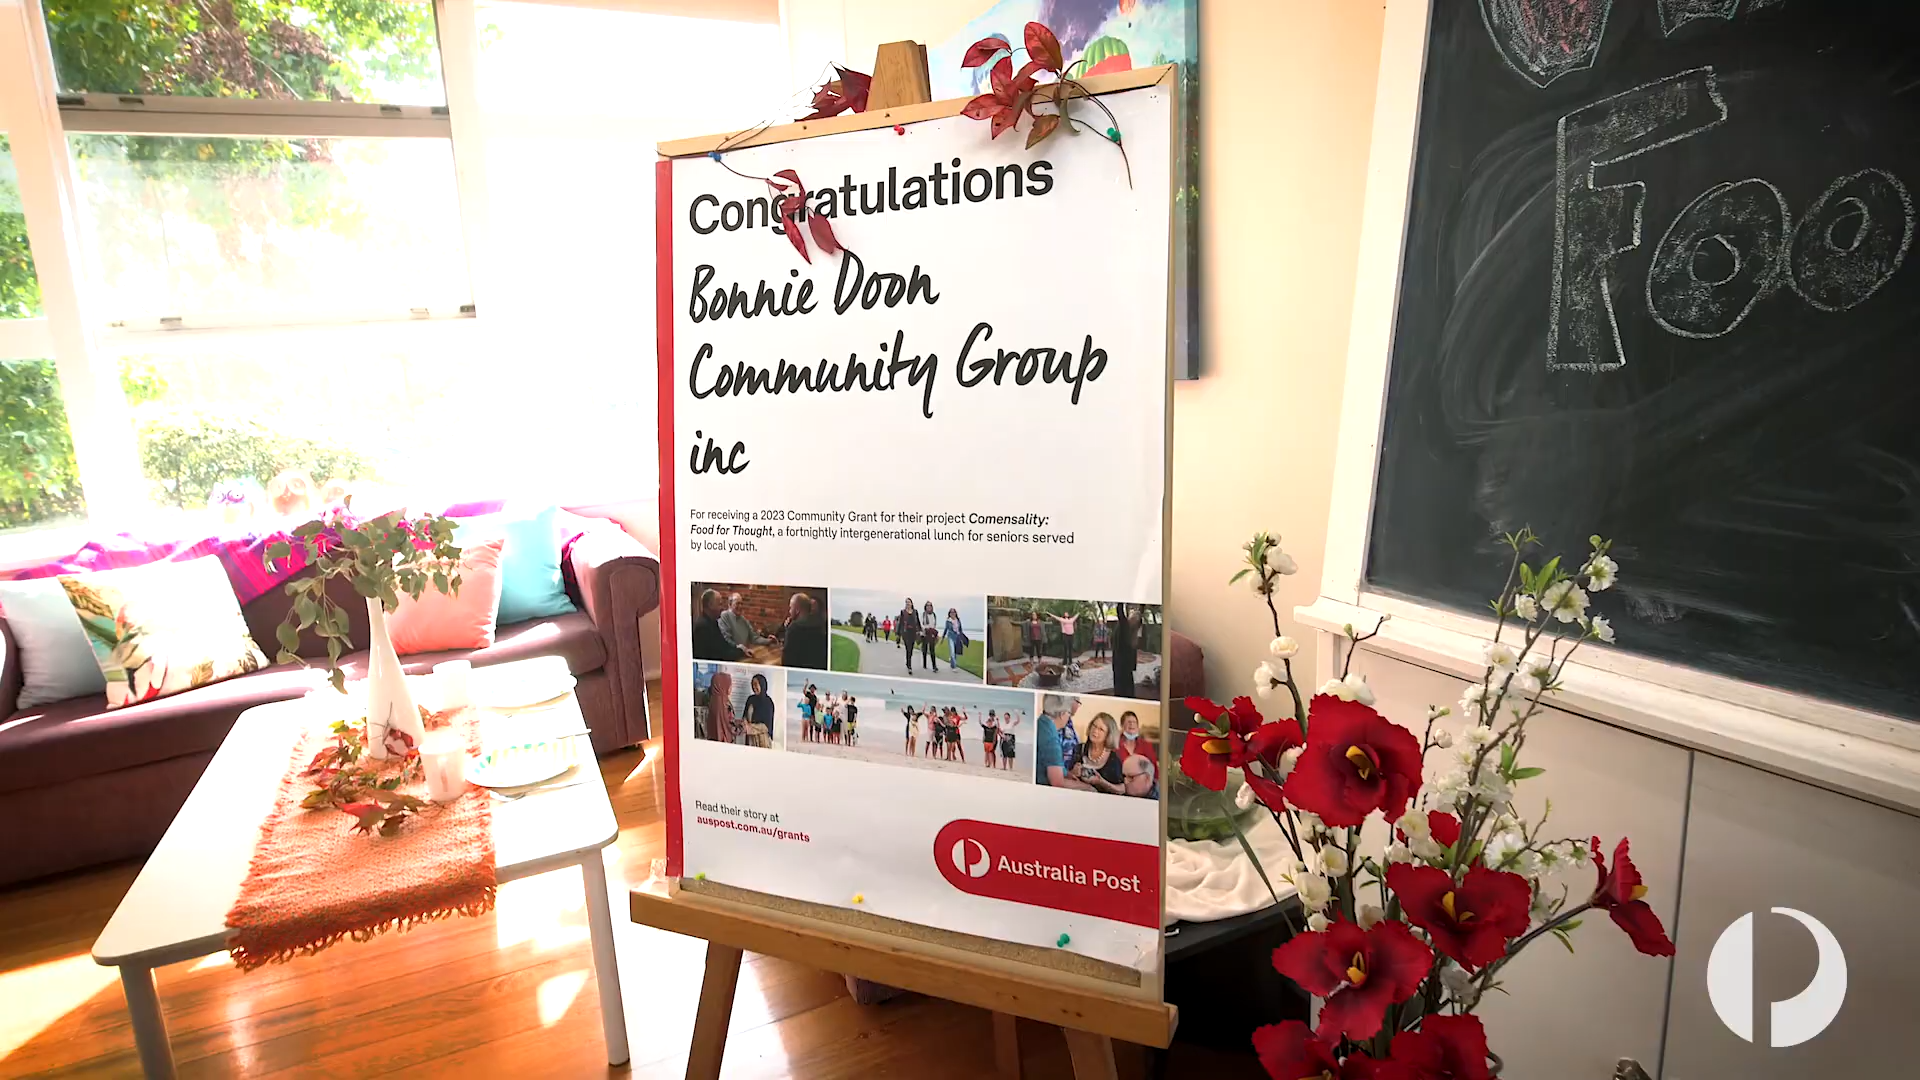 Congratulations
Bonnie Doon
Community Group
inc
For receiving a 2023 Community Grant for their project Comensality:
Food for Thought, a fortnightly intergenerational lunch for seniors served
by local youth.
Read their story at
auspost.com.au/grants
Australia Post
Foo